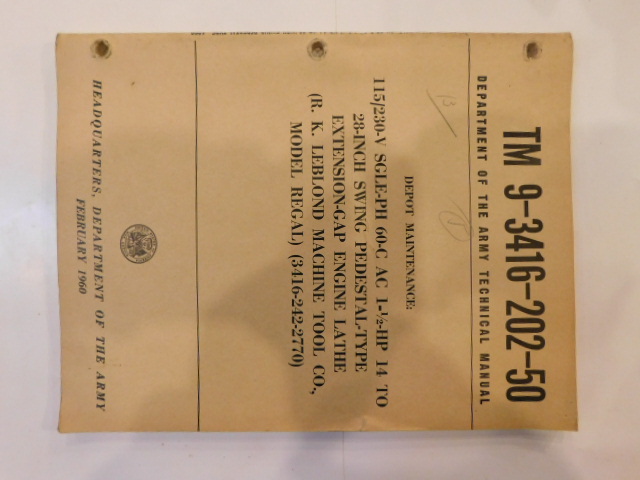 TM 9-3416-202-50
DEPARTMENT OF THE ARMY TECHNICAL MANUAL
13
DEPOT MAINTENANCE:
115/230-V SGLE-PH 60-C AC 1-½-HP 14 TO
28-INCH SWING PEDESTAL-TYPE
EXTENSION-GAP ENGINE LATHE
(R. K. LEBLOND MACHINE TOOL CO.,
MODEL REGAL) (3416-242-2770)
HEADQUARTERS, DEPARTMENT OF THE ARMY
FEBRUARY 1960